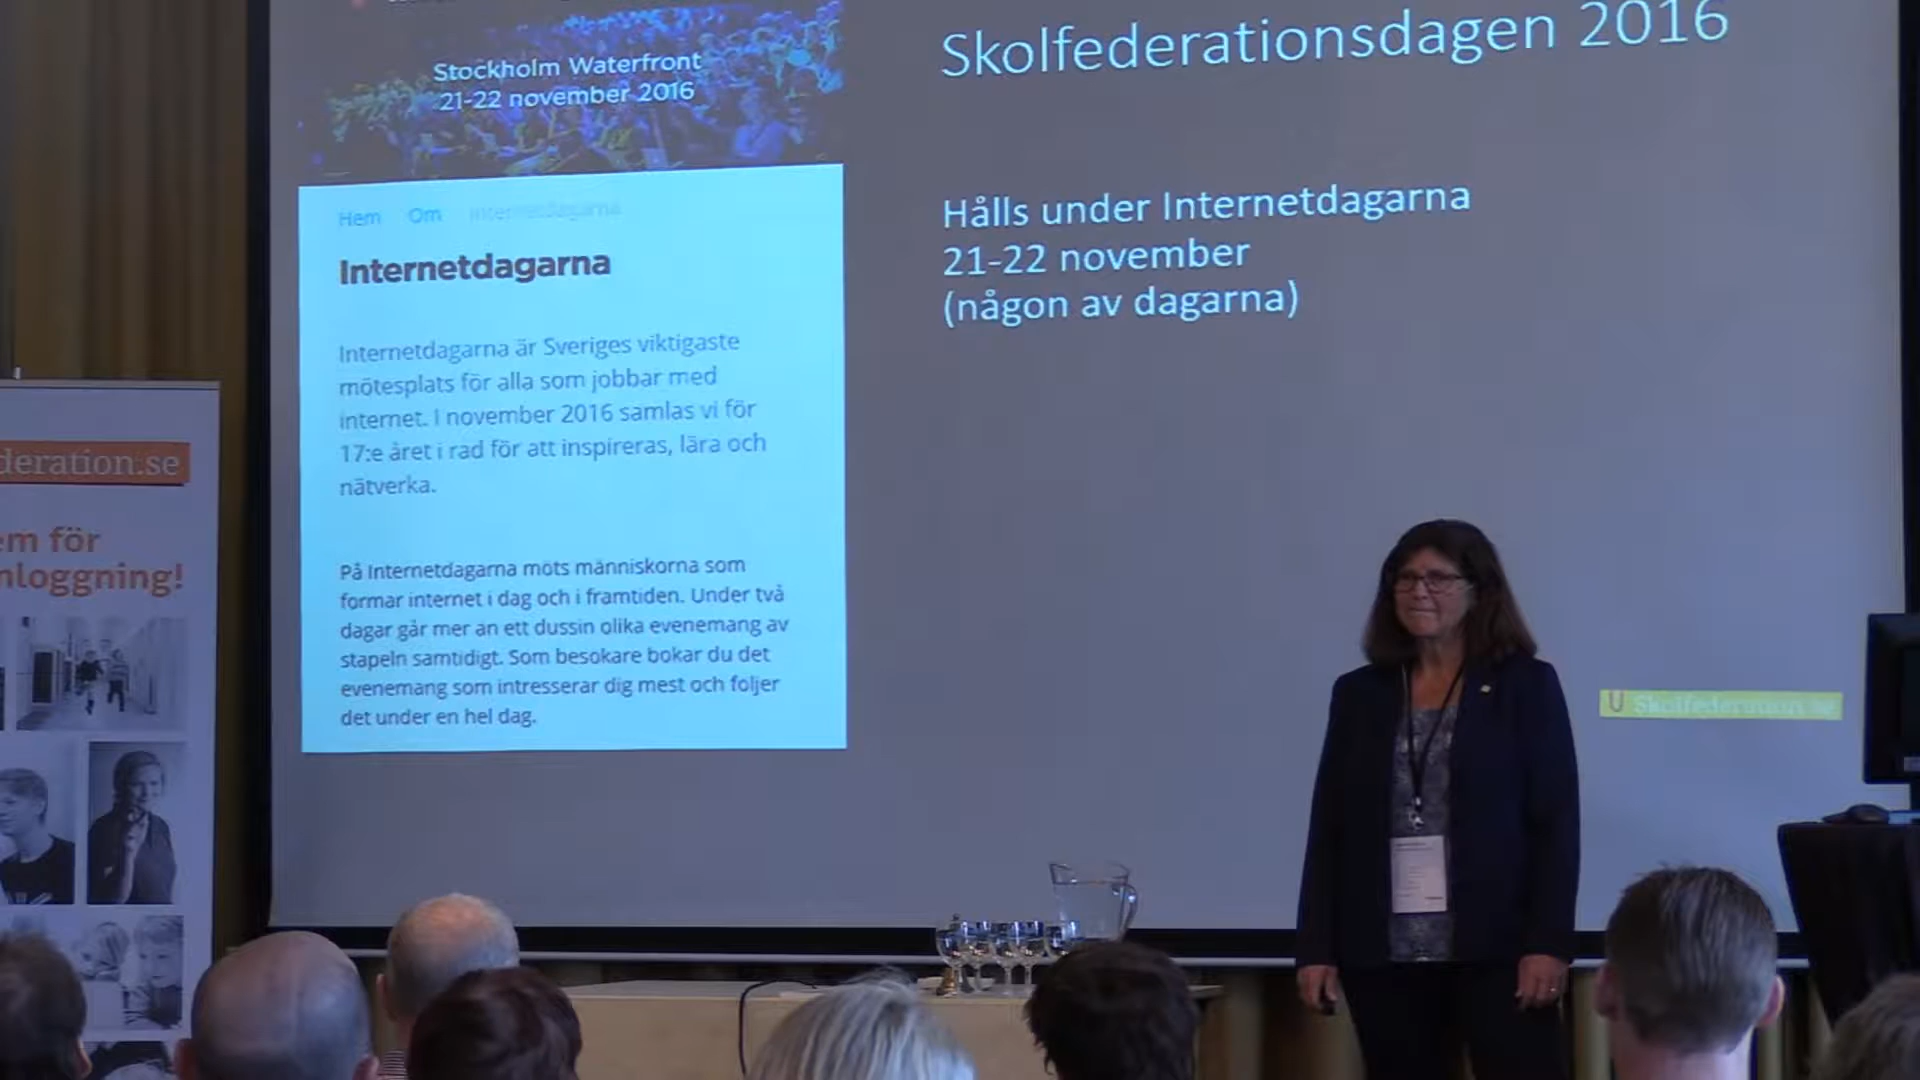 Stockholm Waterfront
21-22 november 2016
Skolfederationsdagen 2016
Hem Om Internetdagarna
Internetdagarna
Internetdagarna är Sveriges viktigaste
mötesplats för alla som jobbar med
internet. I november 2016 samlas vi för
17:e året i rad för att inspireras, lära och
nätverka.
På Internetdagarna möts människorna som
formar internet i dag och i framtiden. Under två
dagar går mer än ett dussin olika evenemang av
stapeln samtidigt. Som besökare bokar du det
evenemang som intresserar dig mest och följer
det under en hel dag.
Hålls under Internetdagarna
21-22 november
(någon av dagarna)
Skolfederation.se
deration.se
em för
nloggning!